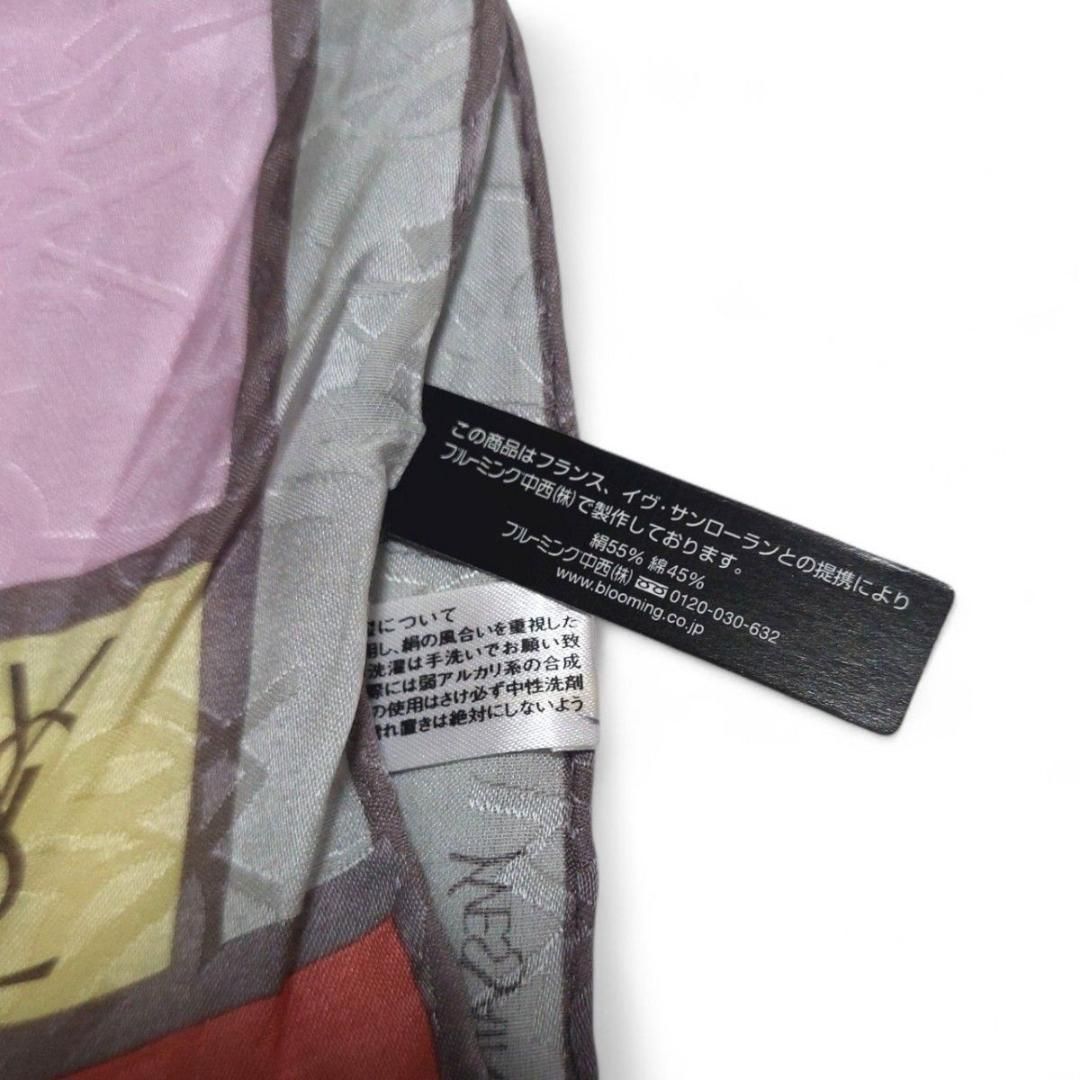 この商品はフランス、イヴ・サンローランとの提携により
ブルーミング中西(株)で製作しております。
絹55% 綿45%
ブルーミング中西(株) 0120-030-632
www.blooming.co.jp
について
用し、絹の風合いを重視した
洗濯は手洗いでお願い致
際には弱アルカリ系の合成
の使用はさけ必ず中性洗剤
れ置きは絶対にしないよう